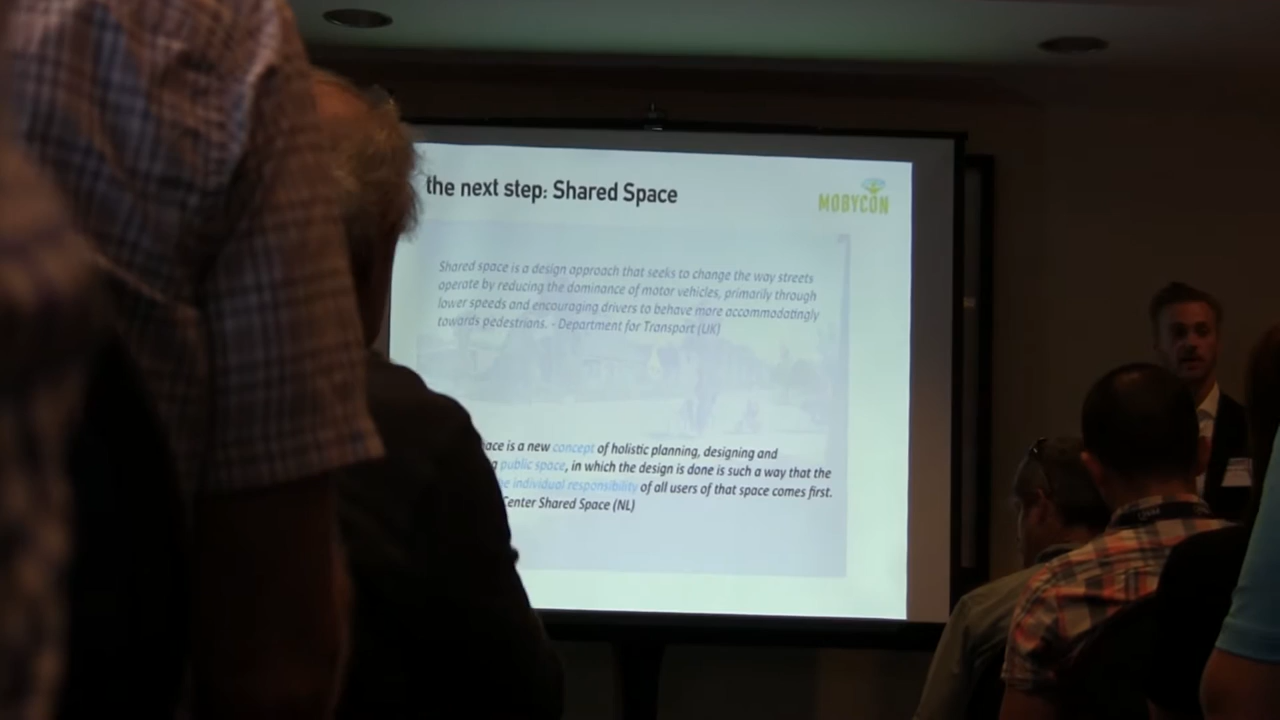 the next step: Shared Space
MOBYCON
Shared space is a design approach that seeks to change the way streets
operate by reducing the dominance of motor vehicles, primarily through
lower speeds and encouraging drivers to behave more accommodatingly
towards pedestrians. - Department for Transport (UK)
ace is a new concept of holistic planning, designing and
g public space, in which the design is done is such a way that the
e individual responsibility of all users of that space comes first.
Center Shared Space (NL)